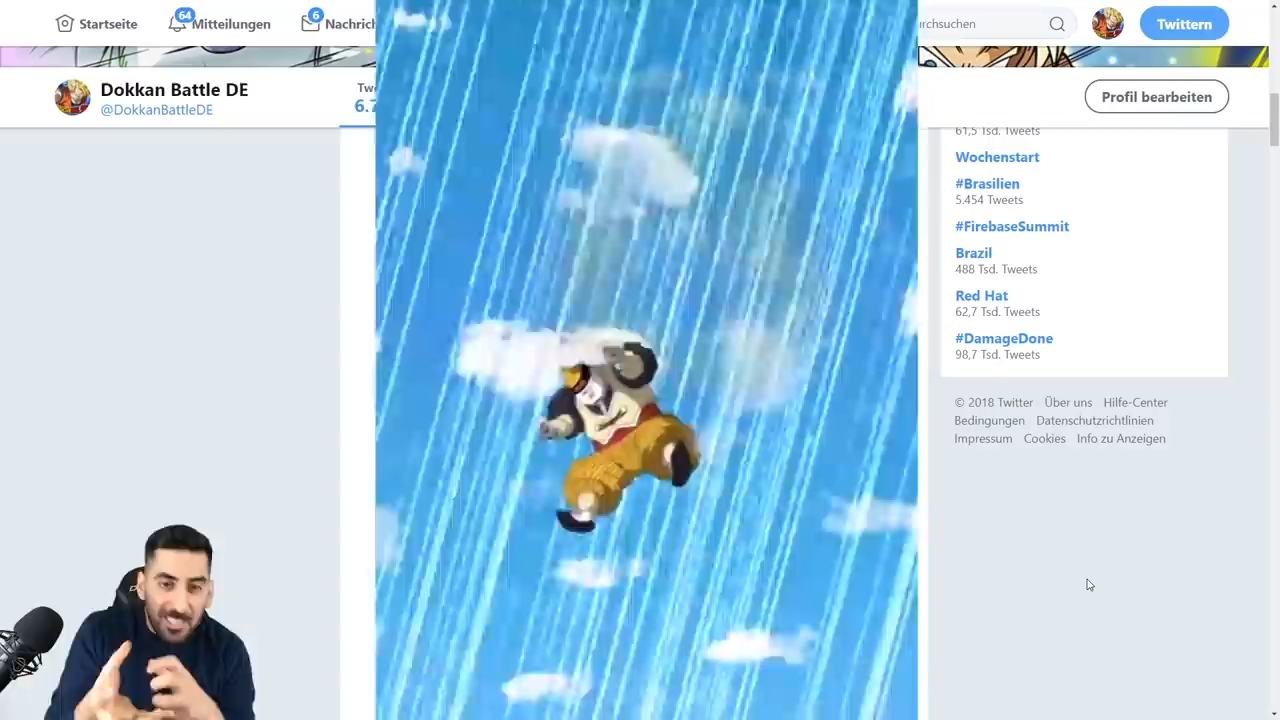 Startseite
64
Mitteilungen
6
Nachrich
rchsuchen
Twittern
Dokkan Battle DE
@DokkanBattleDE
Twe
6.7
Profil bearbeiten
61,5 Tsd. Tweets
Wochenstart
#Brasilien
5.454 Tweets
#FirebaseSummit
Brazil
488 Tsd. Tweets
Red Hat
62,7 Tsd. Tweets
#DamageDone
98,7 Tsd. Tweets
© 2018 Twitter Über uns Hilfe-Center
Bedingungen Datenschutzrichtlinien
Impressum Cookies Info zu Anzeigen